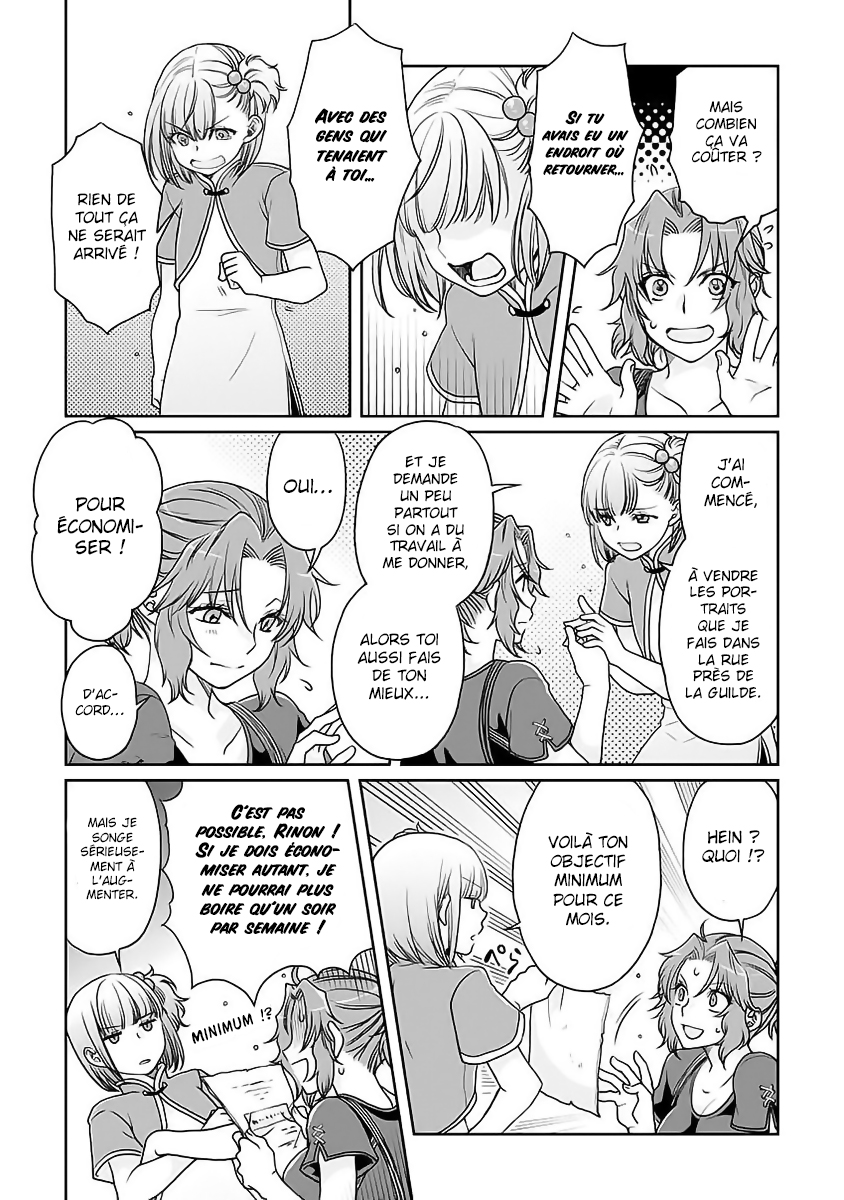 MAIS
COMBIEN
ÇA VA
COÛTER ?
SI TU
AVAIS EU UN
ENDROIT OÙ
RETOURNER...
AVEC DES
GENS QUI
TENAIENT
À TOI...
RIEN DE
TOUT ÇA
NE SERAIT
ARRIVÉ !
J'AI
COM-
MENCÉ,
À VENDRE
LES POR-
TRAITS
QUE JE
FAIS DANS
LA RUE
PRÈS DE
LA GUILDE.
ET JE
DEMANDE
UN PEU
PARTOUT
SI ON A DU
TRAVAIL À
ME DONNER,
ALORS TOI
AUSSI FAIS
DE TON
MIEUX...
OUI...
POUR
ÉCONOMI-
SER !
D'AC-
CORD...
HEIN ?
QUOI !?
VOILÀ TON
OBJECTIF
MINIMUM
POUR CE
MOIS.
ぺらっ
C'EST PAS
POSSIBLE, RINON !
SI JE DOIS ÉCONO-
MISER AUTANT, JE
NE POURRAI PLUS
BOIRE QU'UN SOIR
PAR SEMAINE !
MINIMUM !?
MAIS JE
SONGE
SÉRIEUSE-
MENT À
L'AUG-
MENTER.